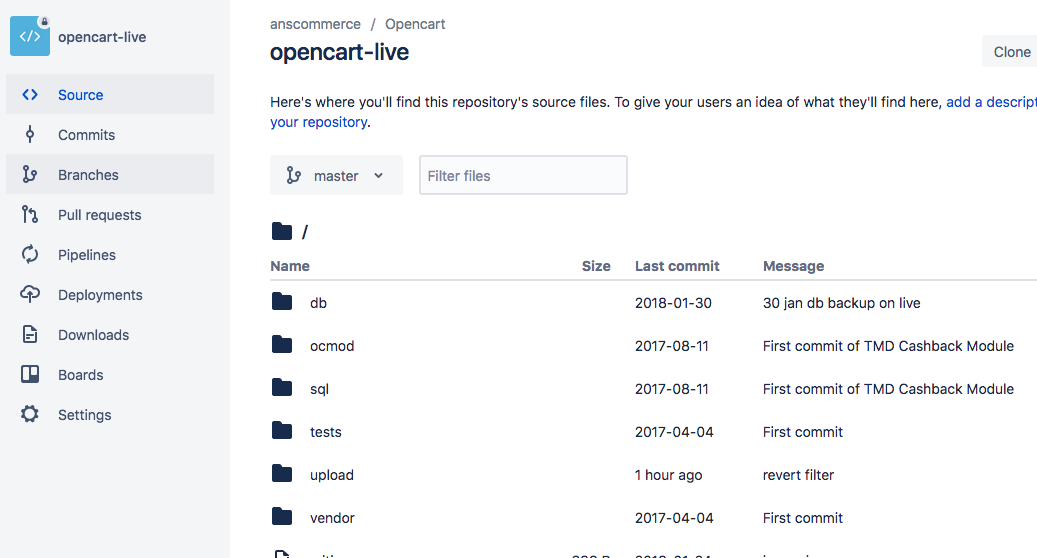 opencart-live
Source
Commits
Branches
Pull requests
Pipelines
Deployments
Downloads
Boards
Settings
anscommerce / Opencart
opencart-live
Clone
Here's where you'll find this repository's source files. To give your users an idea of what they'll find here, add a descript
your repository.
master
Filter files
/
Name Size Last commit Message
db 2018-01-30 30 jan db backup on live
ocmod 2017-08-11 First commit of TMD Cashback Module
sql 2017-08-11 First commit of TMD Cashback Module
tests 2017-04-04 First commit
upload 1 hour ago revert filter
vendor 2017-04-04 First commit